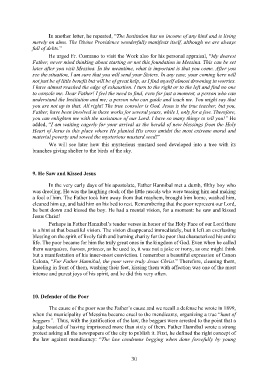 In another letter, he repeated, "The Institution has no income of any kind and is living
merely on alms. The Divine Providence wonderfully manifests itself, although we are always
full of debts."
He urged Fr. Cusmano to visit the Work also for his personal appraisal, "My dearest
Father, never mind thinking about starting or not this foundation in Messina. This can be set
later after you visit Messina. In the meantime, what is important is that you come. After you
see the situation, I am sure that you will send your Sisters. In any case, your coming here will
not just be of little benefit but will be of great help, as I find myself almost drowning in worries.
I have almost reached the edge of exhaustion. I turn to the right or to the left and find no one
to console me. Dear Father! I feel the need to find, even for just a moment, a person who can
understand the Institution and me; a person who can guide and teach me. You might say that
you are not up to that. All right! The true consoler is God. Jesus is the true teacher, but you,
Father, have been involved in these works for several years, while I, only for a few. Therefore,
you can enlighten me with the assistance of our Lord. I have so many things to tell you!" He
added, "I am waiting eagerly for your arrival as the herald of new blessings from the Holy
Heart of Jesus in this place where He planted His cross amidst the most extreme moral and
material poverty and sowed the mysterious mustard seed!"
We will see later how this mysterious mustard seed developed into a tree with its
branches giving shelter to the birds of the sky.
9. He Saw and Kissed Jesus
In the very early days of his apostolate, Father Hannibal met a dumb, filthy boy who
was drooling. He was the laughing stock of the little rascals who were teasing him and making
a fool of him. The Father took him away from that mayhem, brought him home, washed him,
cleaned him up, and laid him on his bed to rest. Remembering that the poor represent our Lord,
he bent down and kissed the boy. He had a mental vision, for a moment: he saw and kissed
Jesus Christ!
Perhaps in Father Hannibal's tender verses in honor of the Holy Face of our Lord there
is a hint at that beautiful vision. The vision disappeared immediately, but it left an everlasting
blessing on the spirit of lively faith and burning charity for the poor that characterized his entire
life. The poor became for him the truly great ones in the kingdom of God. Even when he called
them marquises, barons, princes, as he used to, it was not a joke or irony, as one might think
but a manifestation of his inner-most conviction. I remember a beautiful expression of Canon
Celona, "For Father Hannibal, the poor were truly Jesus Christ." Therefore, cleaning them,
kneeling in front of them, washing their feet, kissing them with affection was one of the most
intense and purest joys of his spirit, and he did this very often.
10. Defender of the Poor
The cause of the poor was the Father's cause and we recall a defense he wrote in 1899,
when the municipality of Messina became cruel to the mendicants, organizing a true "hunt of
beggars". Thus, with the justification of the law, the beggars were arrested to the point that a
judge boasted of having imprisoned more than sixty of them. Father Hannibal wrote a strong
protest asking all the newspapers of the city to publish it. First, he defined the right concept of
the law against mendicancy: "The law condemns begging when done forcefully by young